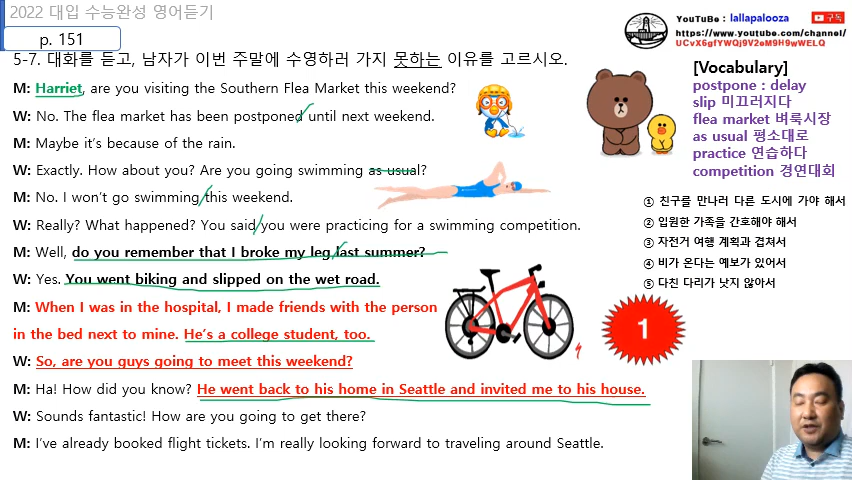 2022 대입 수능완성 영어듣기
p. 151
YouTuBe : lallapalooza
구독
https://www.youtube.com/channel/
UCvX6gfYWQj9V2eM9H9wWELQ
5-7. 대화를 듣고, 남자가 이번 주말에 수영하러 가지 못하는 이유를 고르시오.
M: Harriet, are you visiting the Southern Flea Market this weekend?
W: No. The flea market has been postponed until next weekend.
M: Maybe it's because of the rain.
W: Exactly. How about you? Are you going swimming as usual?
M: No. I won't go swimming this weekend.
W: Really? What happened? You said you were practicing for a swimming competition.
M: Well, do you remember that I broke my leg last summer?
W: Yes. You went biking and slipped on the wet road.
M: When I was in the hospital, I made friends with the person
in the bed next to mine. He's a college student, too.
W: So, are you guys going to meet this weekend?
M: Ha! How did you know? He went back to his home in Seattle and invited me to his house.
W: Sounds fantastic! How are you going to get there?
M: I've already booked flight tickets. I'm really looking forward to traveling around Seattle.
[Vocabulary]
postpone : delay
slip 미끄러지다
flea market 벼룩시장
as usual 평소대로
practice 연습하다
competition 경연대회
① 친구를 만나러 다른 도시에 가야 해서
② 입원한 가족을 간호해야 해서
③ 자전거 여행 계획과 겹쳐서
④ 비가 온다는 예보가 있어서
⑤ 다친 다리가 낫지 않아서
1